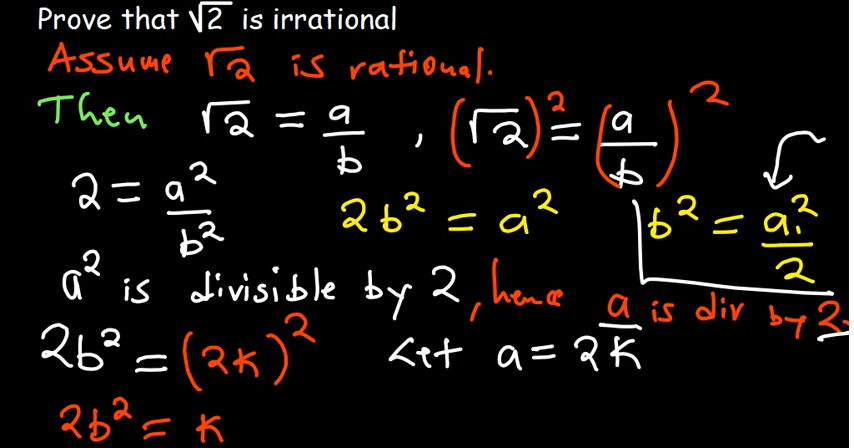 Prove that √2 is irrational
Assume √2 is rational.
Then √2 = a/b , (√2)² = (a/b)²
2 = a²/b² 2b² = a² b² = a²/2
a² is divisible by 2, hence a is div by 2
2b² = (2k)² Let a = 2k
2b² = k